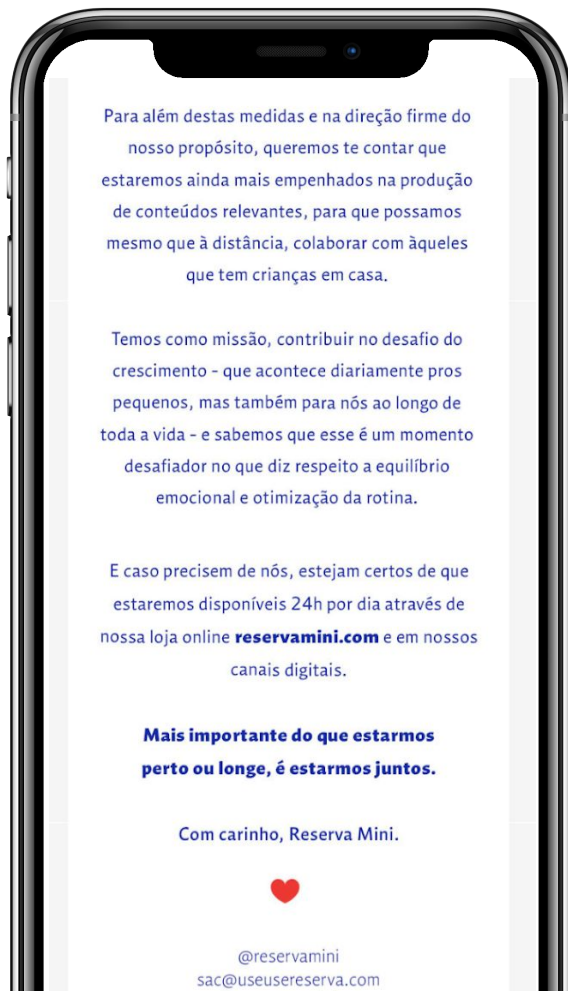 Para além destas medidas e na direção firme do
nosso propósito, queremos te contar que
estaremos ainda mais empenhados na produção
de conteúdos relevantes, para que possamos
mesmo que à distância, colaborar com àqueles
que tem crianças em casa.
Temos como missão, contribuir no desafio do
crescimento - que acontece diariamente pros
pequenos, mas também para nós ao longo de
toda a vida - e sabemos que esse é um momento
desafiador no que diz respeito a equilíbrio
emocional e otimização da rotina.
E caso precisem de nós, estejam certos de que
estaremos disponíveis 24h por dia através de
nossa loja online reservamini.com e em nossos
canais digitais.
Mais importante do que estarmos
perto ou longe, é estarmos juntos.
Com carinho, Reserva Mini.
@reservamini
sac@useusereserva.com